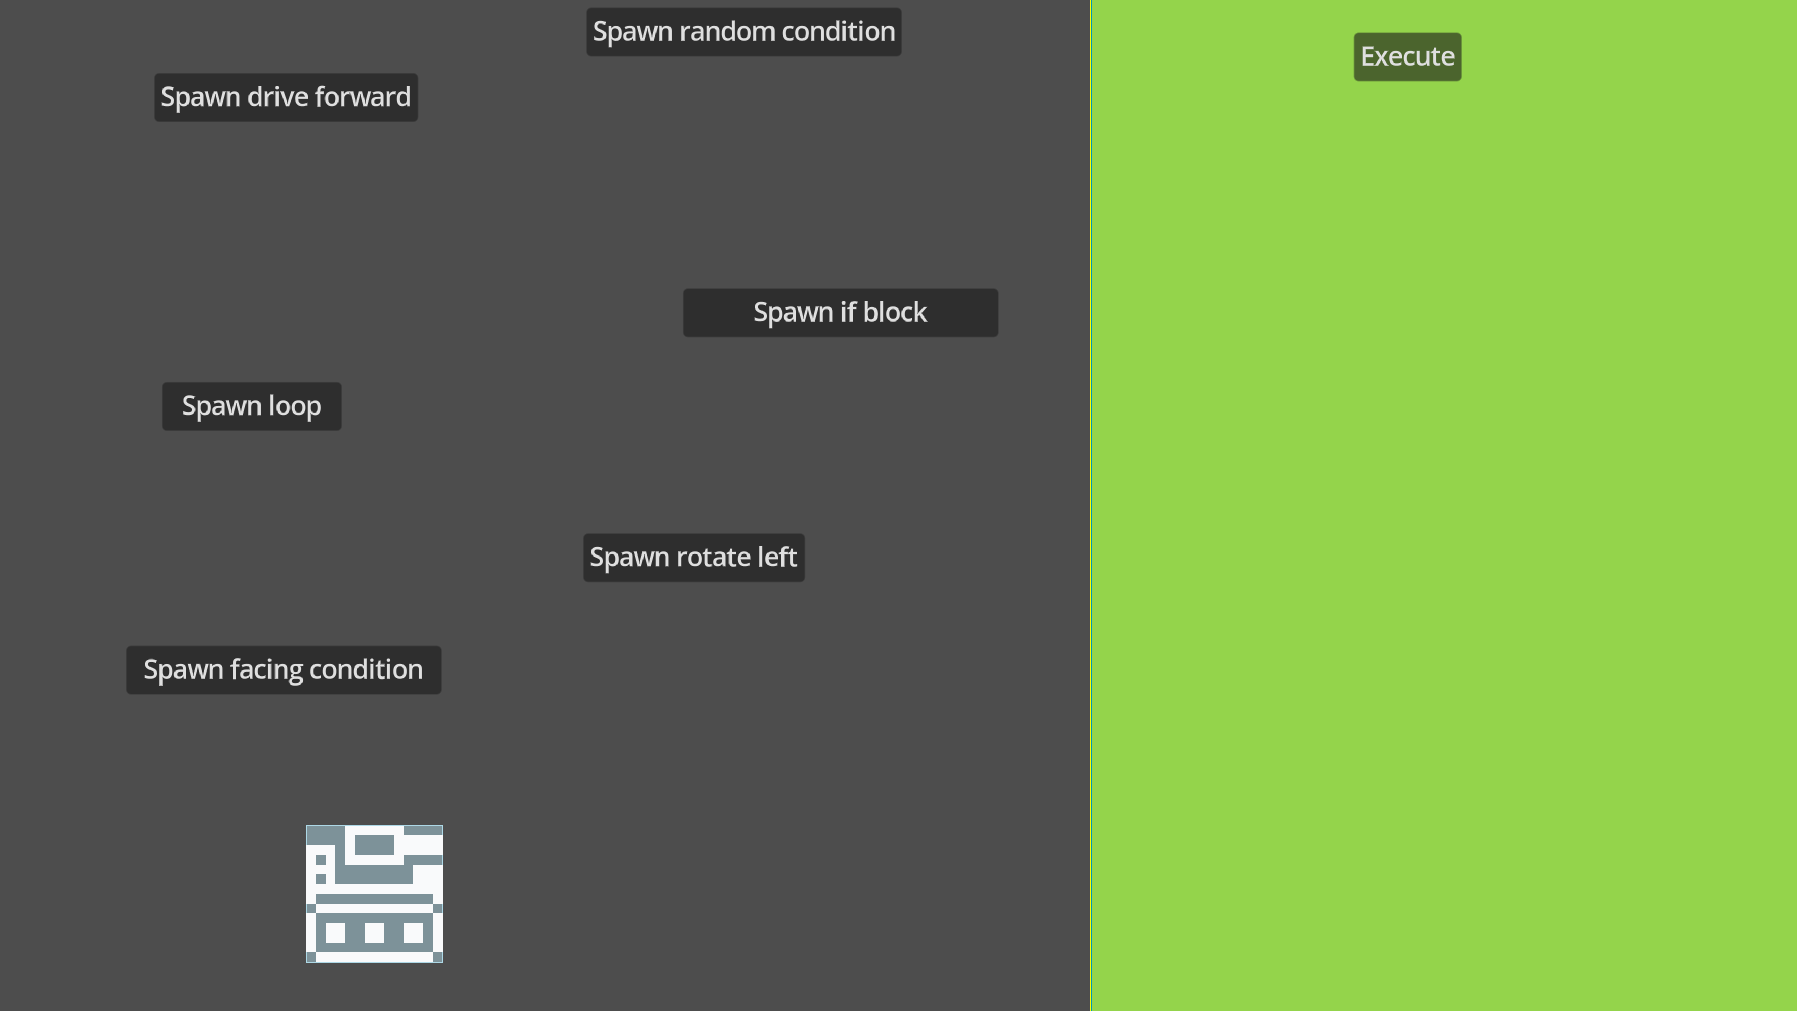 Spawn random condition
Execute
Spawn drive forward
Spawn if block
Spawn loop
Spawn rotate left
Spawn facing condition